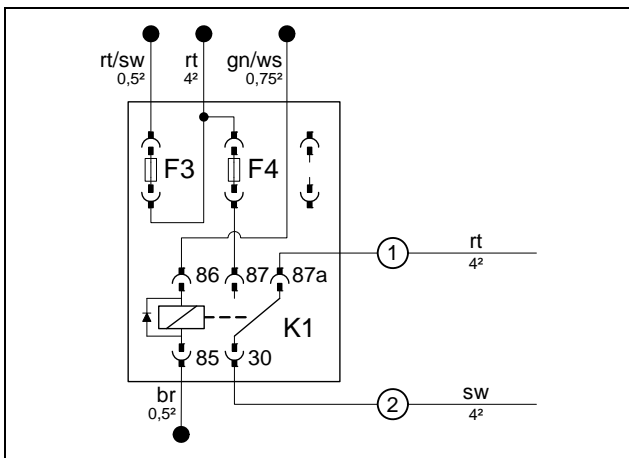 rt/sw rt gn/ws
0,5² 4² 0,75²
F3 F4
86 87 87a
1 rt
4²
K1
85 30
br
0,5²
2 sw
4²